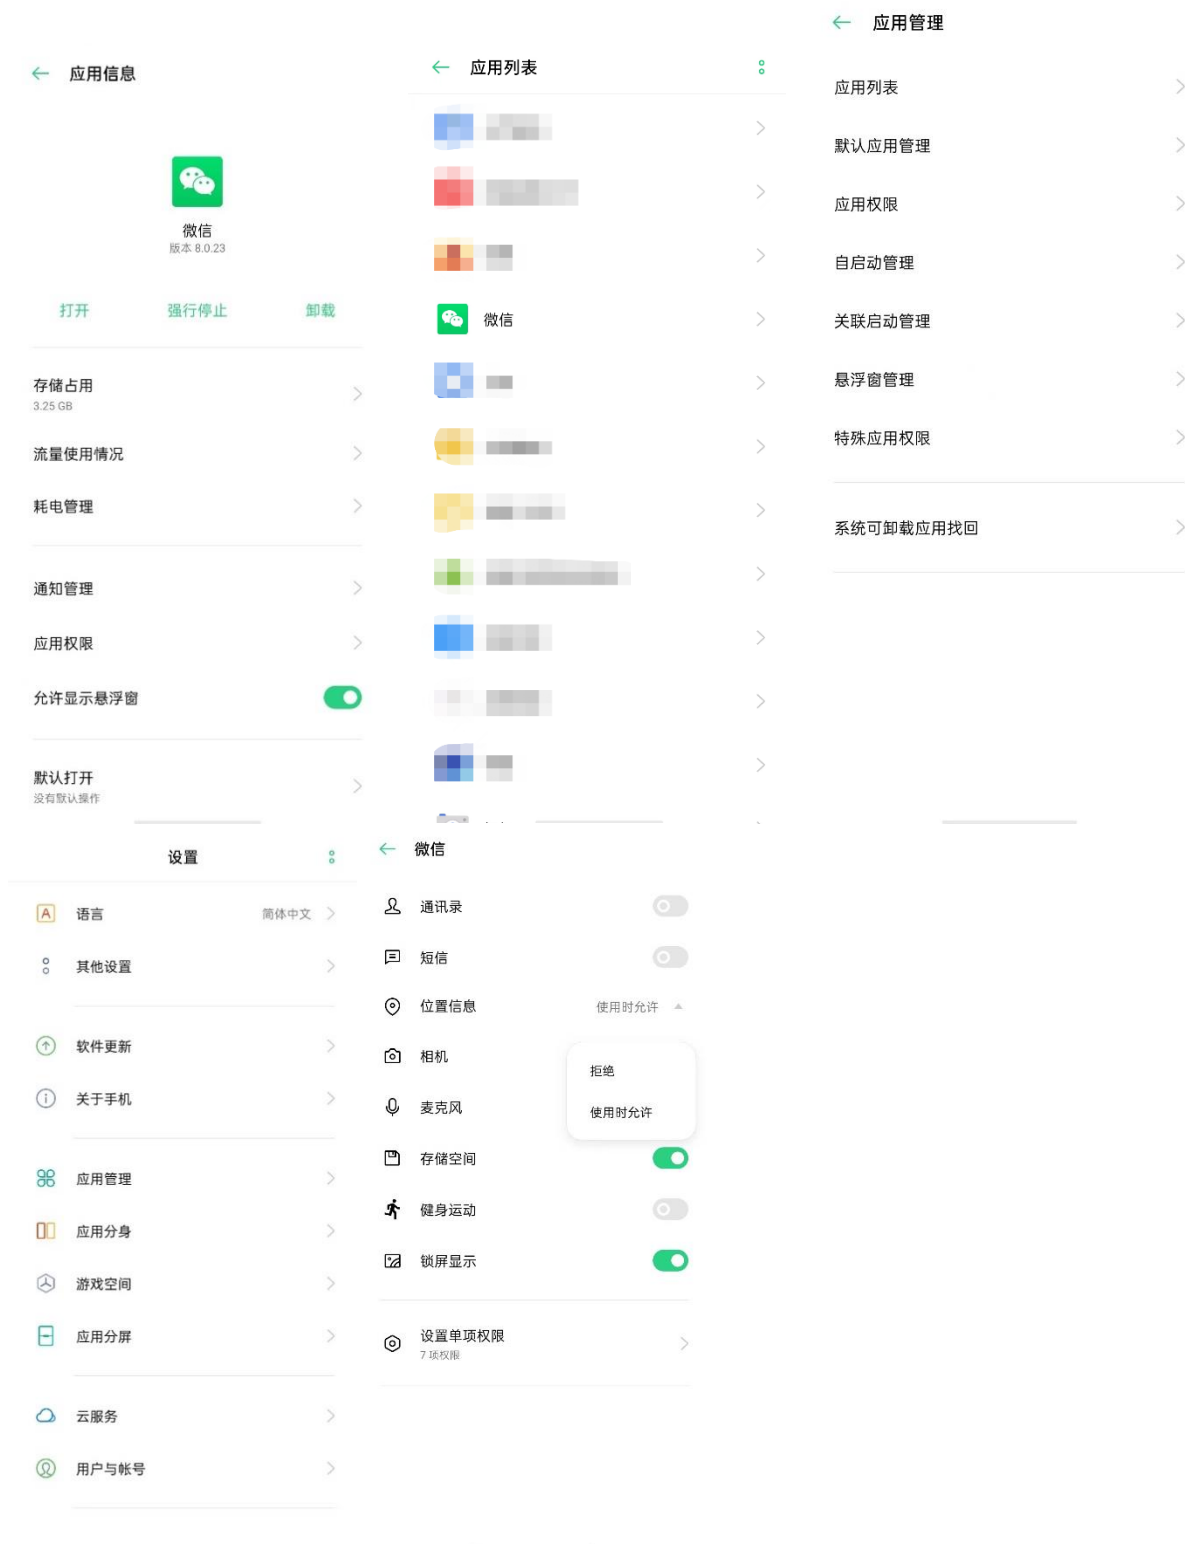 应用信息
微信
版本 8.0.23
打开
强行停止
卸载
存储占用
3.25 GB
流量使用情况
耗电管理
通知管理
应用权限
允许显示悬浮窗
默认打开
没有默认操作
应用列表
微信
应用管理
应用列表
默认应用管理
应用权限
自启动管理
关联启动管理
悬浮窗管理
特殊应用权限
系统可卸载应用找回
设置
语言 简体中文
其他设置
软件更新
关于手机
应用管理
应用分身
游戏空间
应用分屏
云服务
用户与帐号
微信
通讯录
短信
位置信息 使用时允许
相机
拒绝
麦克风
使用时允许
存储空间
健身运动
锁屏显示
设置单项权限
7 项权限